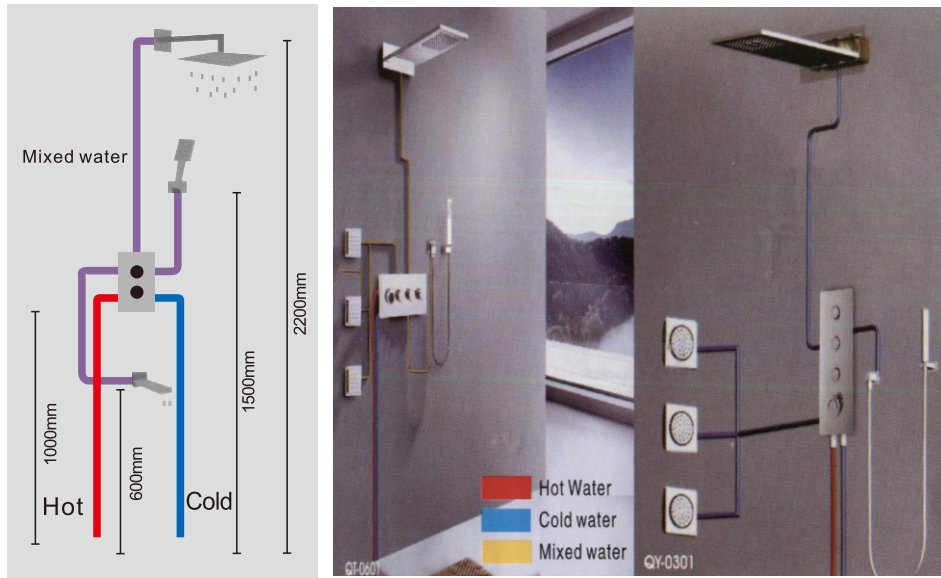 Mixed water
2200mm
1500mm
1000mm
600mm
Hot
Cold
Hot Water
Cold water
Mixed water
QT-0601
QY-0301